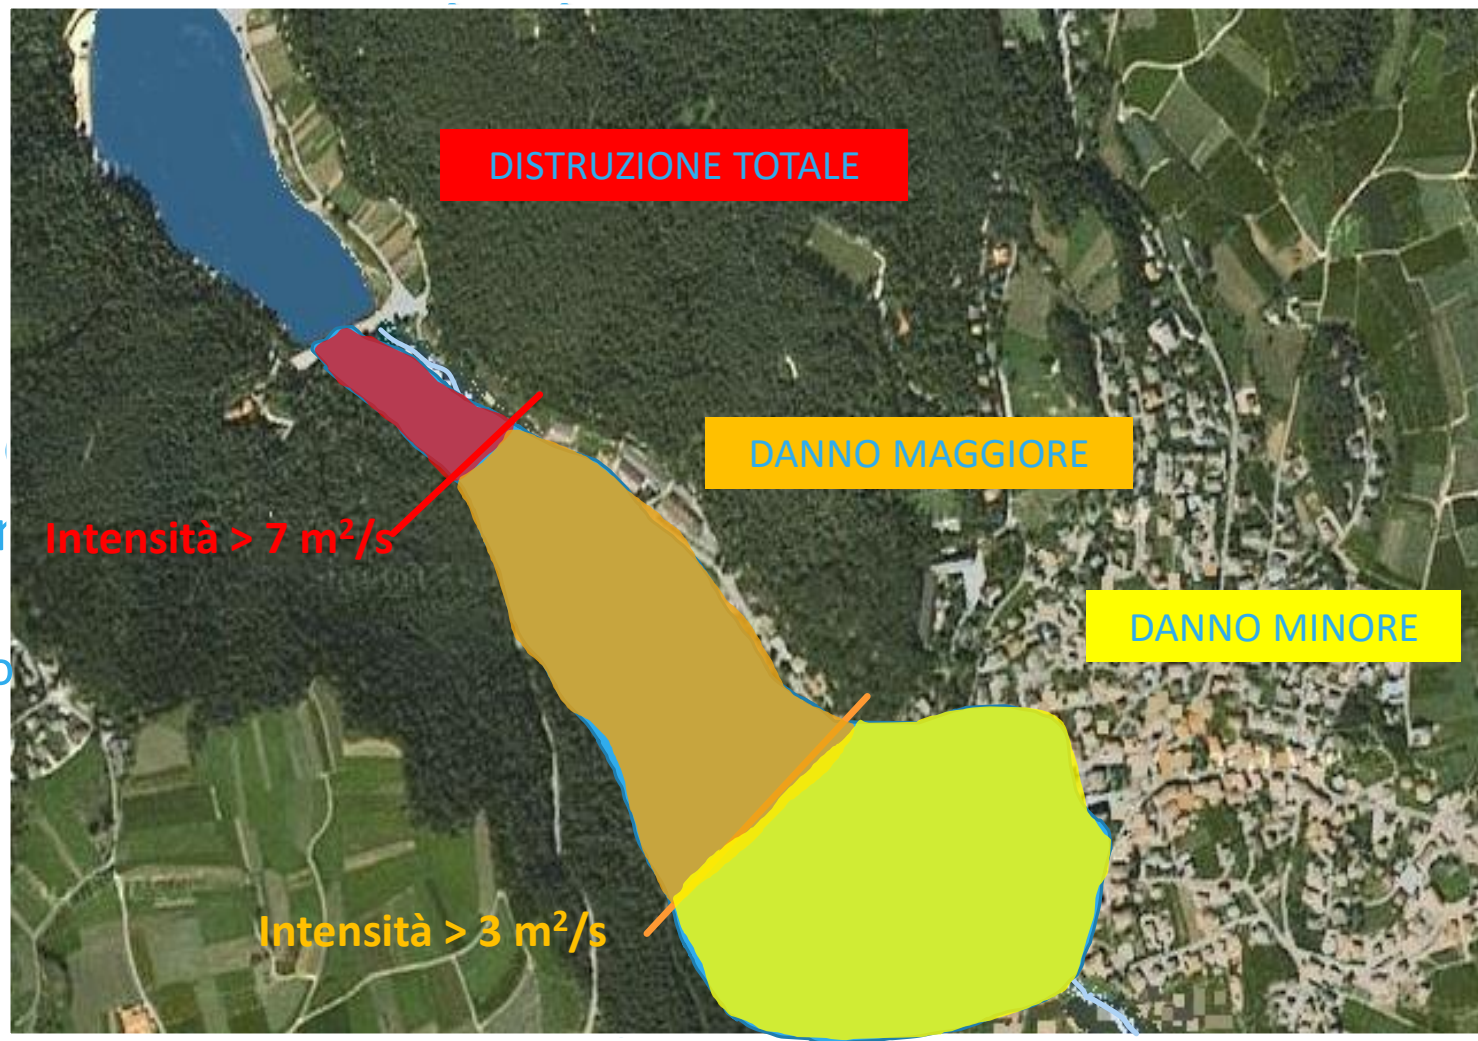 DISTRUZIONE TOTALE
DANNO MAGGIORE
Intensità > 7 m²/s
DANNO MINORE
Intensità > 3 m²/s